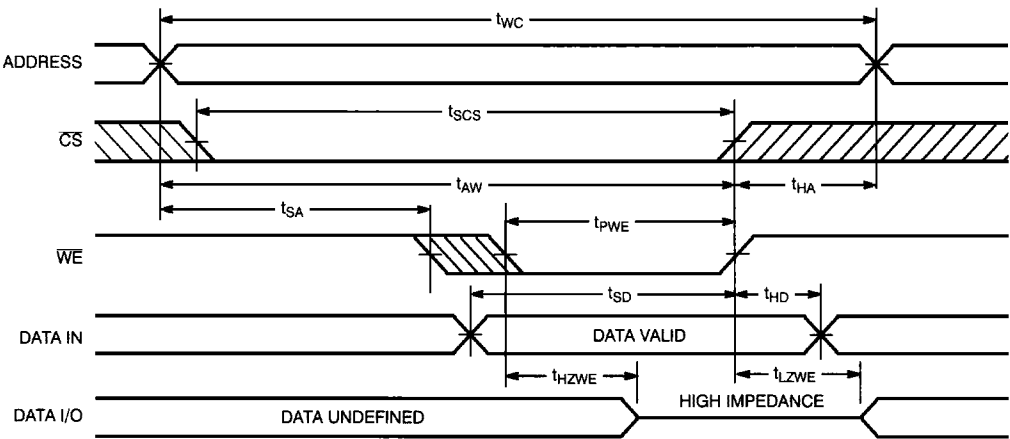 tWC
ADDRESS
tSCS
CS
tAW
tHA
tSA
tPWE
WE
tSD
tHD
DATA IN
DATA VALID
tHZWE
tLZWE
HIGH IMPEDANCE
DATA I/O
DATA UNDEFINED